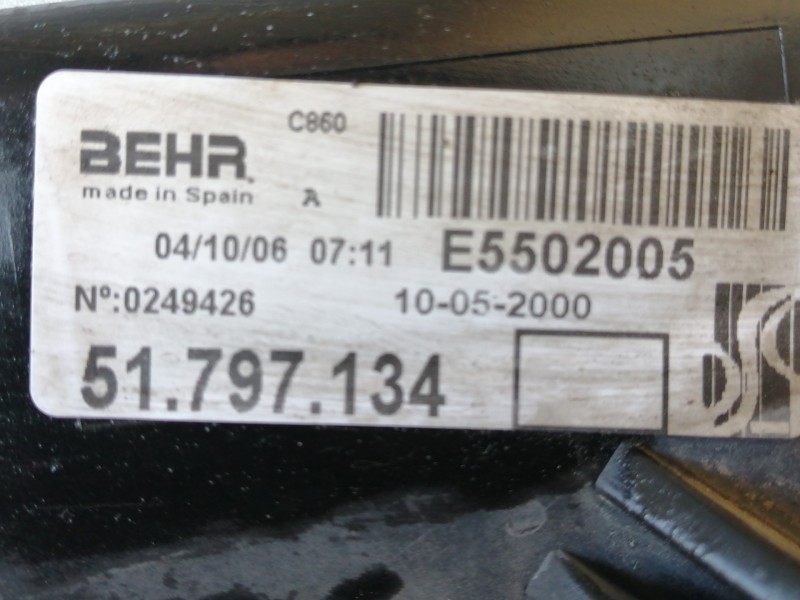 C860
BEHR
made in Spain A
04/10/06 07:11 E5502005
Nº:0249426 10-05-2000
51.797.134